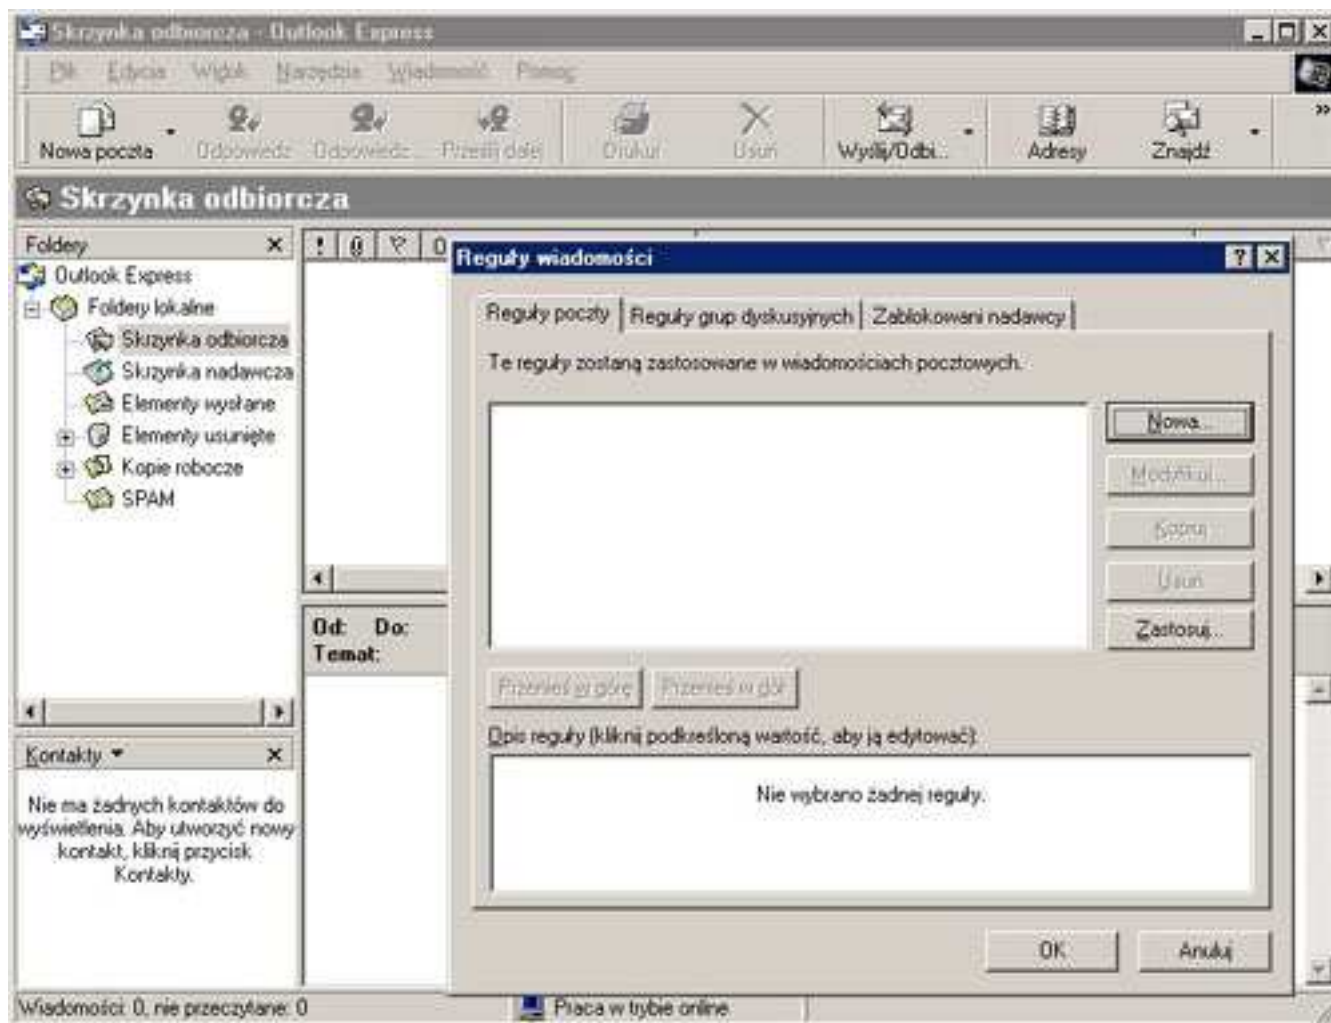 Skrzynka odbiorcza - Outlook Express
Plik Edycja Widok Narzędzia Wiadomość Pomoc
Nowa poczta Odpowiedz Odpowiedz... Prześlij dalej Drukuj Usuń Wyślij/Odbi... Adresy Znajdź »
Skrzynka odbiorcza
Foldery
Outlook Express
Foldery lokalne
Skrzynka odbiorcza
Skrzynka nadawcza
Elementy wysłane
Elementy usunięte
Kopie robocze
SPAM
Kontakty
Nie ma żadnych kontaktów do
wyświetlenia. Aby utworzyć nowy
kontakt, kliknij przycisk
Kontakty.
! O
Od: Do:
Temat:
Reguły wiadomości
Reguły poczty Reguły grup dyskusyjnych Zablokowani nadawcy
Te reguły zostaną zastosowane w wiadomościach pocztowych.
Nowa...
Modyfikuj...
Kopiuj
Usuń
Zastosuj...
Przenieś w górę Przenieś w dół
Opis reguły (kliknij podkreśloną wartość, aby ją edytować):
Nie wybrano żadnej reguły.
OK Anuluj
Wiadomości: 0, nie przeczytane: 0 Praca w trybie online